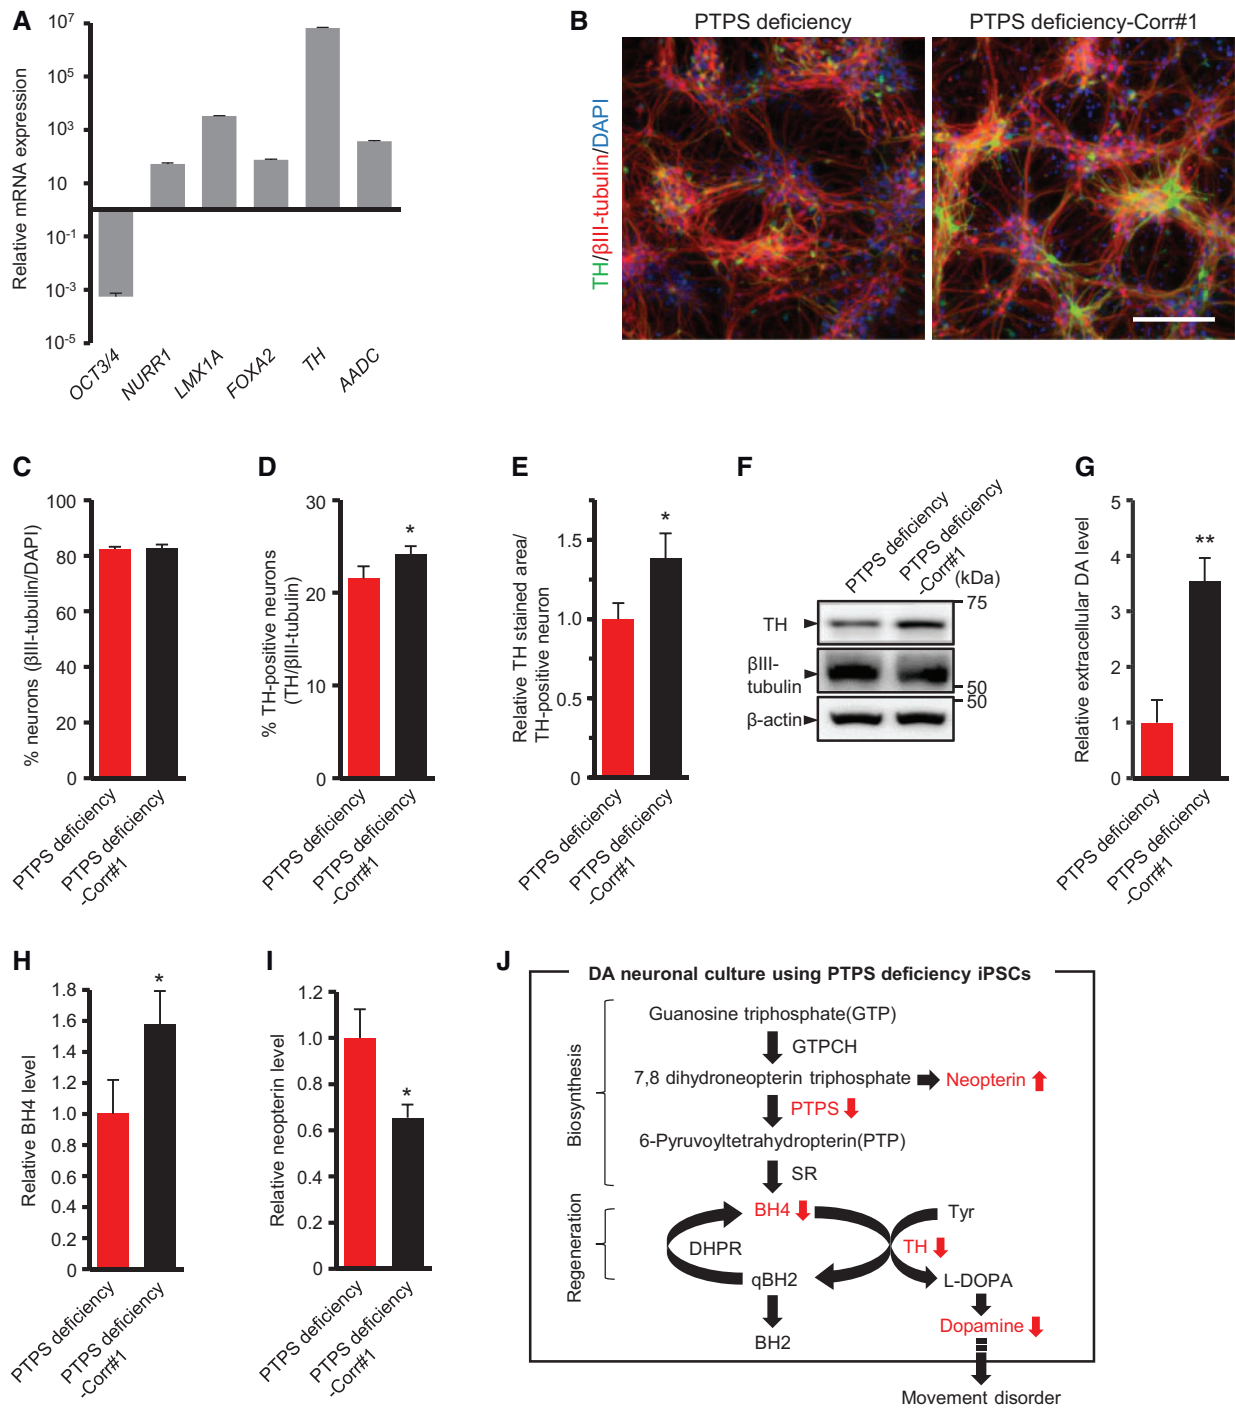 A
Relative mRNA expression
10⁷
10⁵
10³
10
10⁻¹
10⁻³
10⁻⁵
OCT3/4
NURR1
LMX1A
FOXA2
TH
AADC
B
PTPS deficiency
PTPS deficiency-Corr#1
TH/βIII-tubulin/DAPI
C
% neurons (βIII-tubulin/DAPI)
100
80
60
40
20
0
PTPS deficiency
PTPS deficiency
-Corr#1
D
% TH-positive neurons
(TH/βIII-tubulin)
30
20
10
0
*
PTPS deficiency
PTPS deficiency
-Corr#1
E
Relative TH stained area/
TH-positive neuron
1.5
1.0
0.5
0
*
PTPS deficiency
PTPS deficiency
-Corr#1
F
PTPS deficiency
PTPS deficiency
-Corr#1
(kDa)
75
TH
βIII-
tubulin
50
50
β-actin
G
Relative extracellular DA level
5
4
3
2
1
0
**
PTPS deficiency
PTPS deficiency
-Corr#1
H
Relative BH4 level
1.8
1.6
1.4
1.2
1.0
0.8
0.6
0.4
0.2
0
*
PTPS deficiency
PTPS deficiency
-Corr#1
I
Relative neopterin level
1.2
1.0
0.8
0.6
0.4
0.2
0
*
PTPS deficiency
PTPS deficiency
-Corr#1
J
DA neuronal culture using PTPS deficiency iPSCs
Biosynthesis
Guanosine triphosphate(GTP)
GTPCH
7,8 dihydroneopterin triphosphate
Neopterin
PTPS
6-Pyruvoyltetrahydropterin(PTP)
SR
Regeneration
BH4
Tyr
DHPR
TH
qBH2
L-DOPA
BH2
Dopamine
Movement disorder